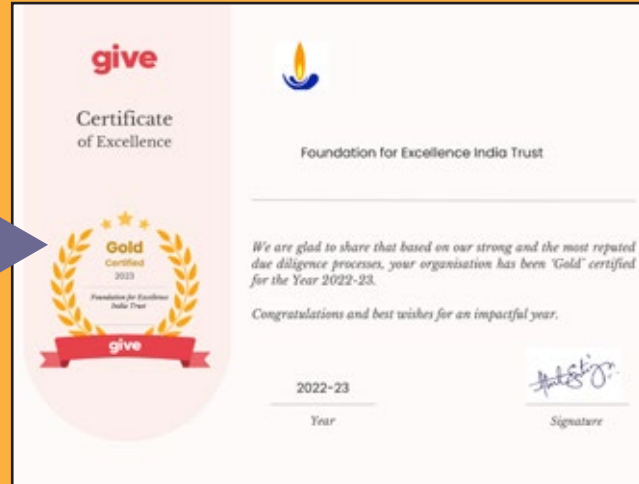 give
Certificate
of Excellence
Gold
Certified
2023
Foundation for Excellence
India Trust
give
Foundation for Excellence India Trust
We are glad to share that based on our strong and the most reputed
due diligence processes, your organisation has been 'Gold' certified
for the Year 2022-23.
Congratulations and best wishes for an impactful year.
2022-23
Year
Signature